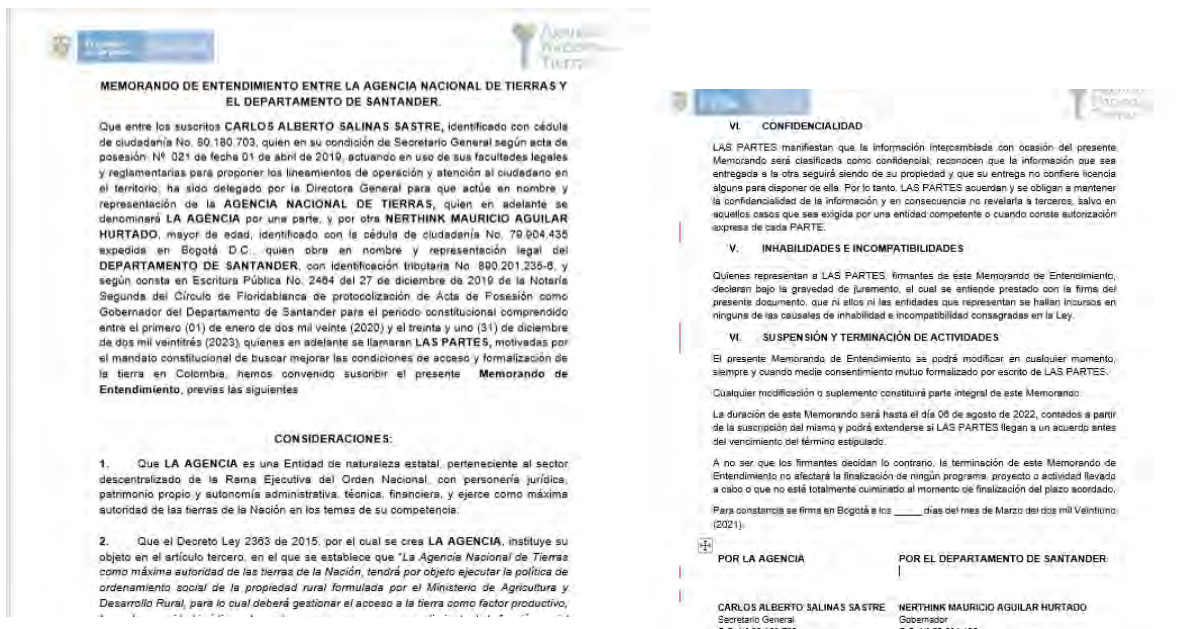 Agencia
Nacional
Tierras
MEMORANDO DE ENTENDIMIENTO ENTRE LA AGENCIA NACIONAL DE TIERRAS Y
EL DEPARTAMENTO DE SANTANDER.
Que entre los suscritos CARLOS ALBERTO SALINAS SASTRE, identificado con cédula
de ciudadanía No. 80.180.703, quien en su condición de Secretario General según acta de
posesión Nº 021 de fecha 01 de abril de 2019, actuando en uso de sus facultades legales
y reglamentarias para proponer los lineamientos de operación y atención al ciudadano en
el territorio, ha sido delegado por la Directora General para que actúe en nombre y
representación de la AGENCIA NACIONAL DE TIERRAS, quien en adelante se
denominará LA AGENCIA por una parte, y por otra NERTHINK MAURICIO AGUILAR
HURTADO, mayor de edad, identificado con la cédula de ciudadanía No. 79.904.435
expedida en Bogotá D.C., quien obra en nombre y representación legal del
DEPARTAMENTO DE SANTANDER, con identificación tributaria No. 890.201.235-6, y
según consta en Escritura Pública No. 2464 del 27 de diciembre de 2019 de la Notaría
Segunda del Círculo de Floridablanca de protocolización de Acta de Posesión como
Gobernador del Departamento de Santander para el periodo constitucional comprendido
entre el primero (01) de enero de dos mil veinte (2020) y el treinta y uno (31) de diciembre
de dos mil veintitrés (2023), quienes en adelante se llamaran LAS PARTES, motivadas por
el mandato constitucional de buscar mejorar las condiciones de acceso y formalización de
la tierra en Colombia, hemos convenido suscribir el presente Memorando de
Entendimiento, previas las siguientes
CONSIDERACIONES:
1. Que LA AGENCIA es una Entidad de naturaleza estatal, perteneciente al sector
descentralizado de la Rama Ejecutiva del Orden Nacional, con personería jurídica,
patrimonio propio y autonomía administrativa, técnica, financiera, y ejerce como máxima
autoridad de las tierras de la Nación en los temas de su competencia.
2. Que el Decreto Ley 2363 de 2015, por el cual se crea LA AGENCIA, instituye su
objeto en el artículo tercero, en el que se establece que "La Agencia Nacional de Tierras
como máxima autoridad de las tierras de la Nación, tendrá por objeto ejecutar la política de
ordenamiento social de la propiedad rural formulada por el Ministerio de Agricultura y
Desarrollo Rural, para lo cual deberá gestionar el acceso a la tierra como factor productivo,
VI. CONFIDENCIALIDAD
LAS PARTES manifiestan que la información intercambiada con ocasión del presente
Memorando será clasificada como confidencial, reconocen que la información que sea
entregada a la otra seguirá siendo de su propiedad y que su entrega no confiere licencia
alguna para disponer de ella. Por lo tanto, LAS PARTES acuerdan y se obligan a mantener
la confidencialidad de la información y en consecuencia no revelarla a terceros, salvo en
aquellos casos que sea exigida por una entidad competente o cuando conste autorización
expresa de cada PARTE.
V. INHABILIDADES E INCOMPATIBILIDADES
Quienes representan a LAS PARTES, firmantes de este Memorando de Entendimiento,
declaran bajo la gravedad de juramento, el cual se entiende prestado con la firma del
presente documento, que ni ellos ni las entidades que representan se hallan incursos en
ninguna de las causales de inhabilidad e incompatibilidad consagradas en la Ley.
VI. SUSPENSIÓN Y TERMINACIÓN DE ACTIVIDADES
El presente Memorando de Entendimiento se podrá modificar en cualquier momento,
siempre y cuando medie consentimiento mutuo formalizado por escrito de LAS PARTES.
Cualquier modificación o suplemento constituirá parte integral de este Memorando.
La duración de este Memorando será hasta el día 06 de agosto de 2022, contados a partir
de la suscripción del mismo y podrá extenderse si LAS PARTES llegan a un acuerdo antes
del vencimiento del término estipulado.
A no ser que los firmantes decidan lo contrario, la terminación de este Memorando de
Entendimiento no afectará la finalización de ningún programa, proyecto o actividad llevado
a cabo o que no esté totalmente culminado al momento de finalización del plazo acordado.
Para constancia se firma en Bogotá a los _____ días del mes de Marzo del dos mil Veintiuno
(2021).
POR LA AGENCIA POR EL DEPARTAMENTO DE SANTANDER
CARLOS ALBERTO SALINAS SASTRE NERTHINK MAURICIO AGUILAR HURTADO
Secretario General Gobernador